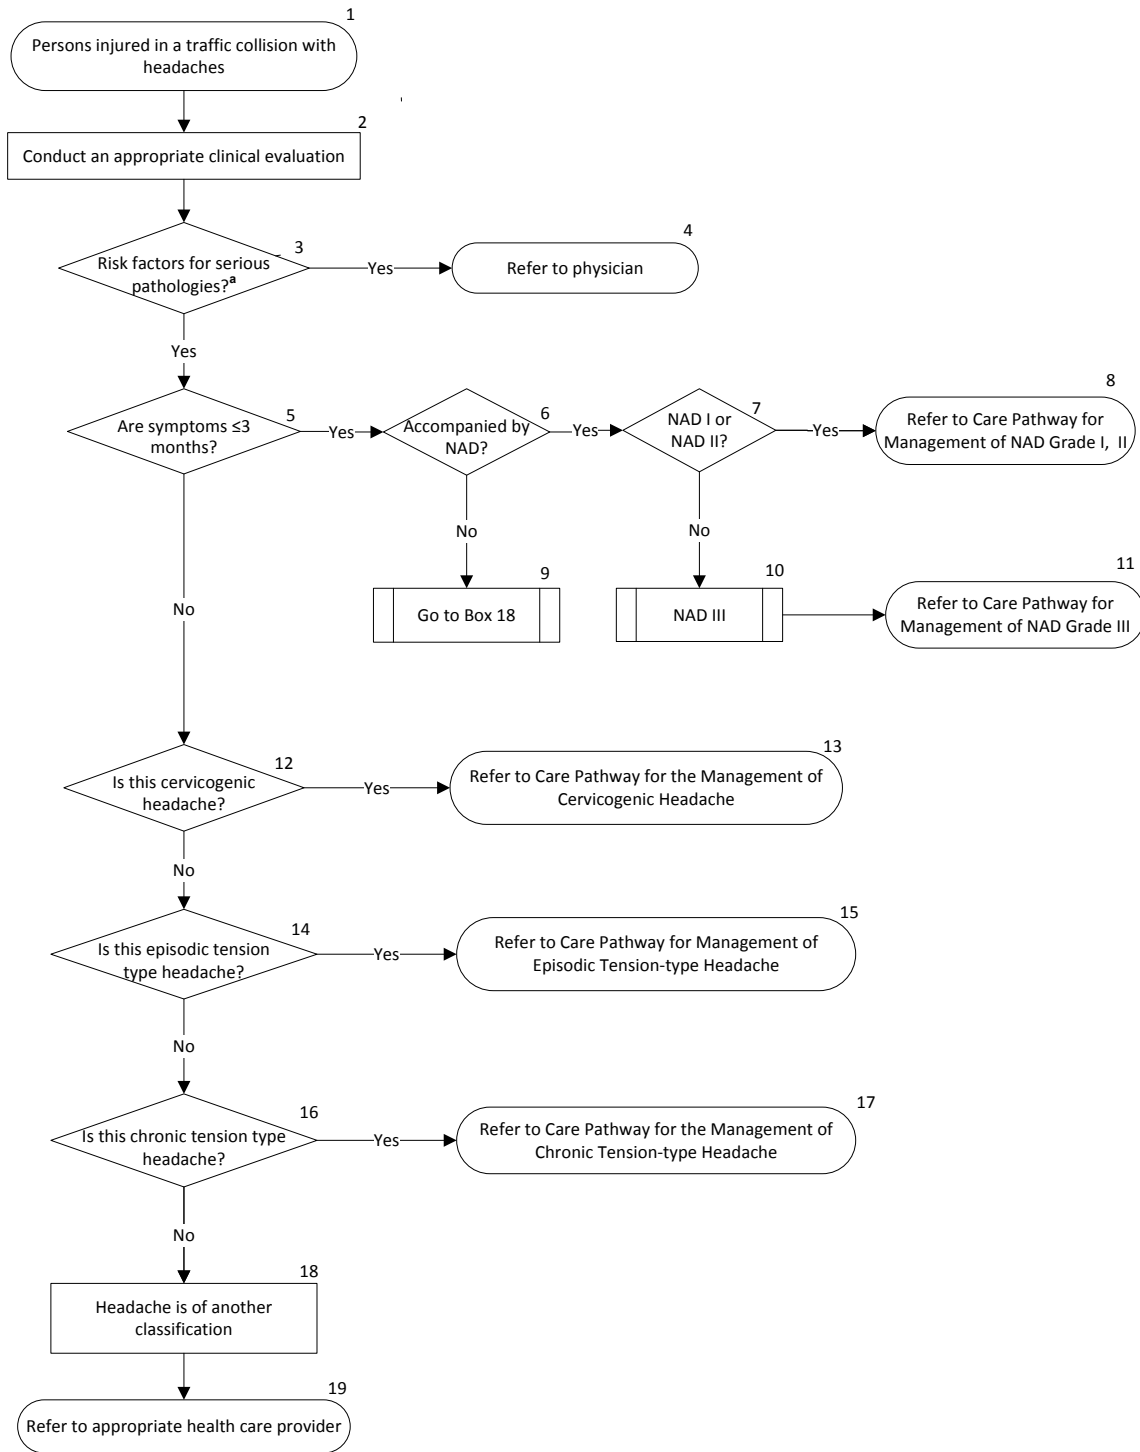 1
Persons injured in a traffic collision with
headaches
2
Conduct an appropriate clinical evaluation
3
Risk factors for serious
pathologies?a
Yes
4
Refer to physician
Yes
5
Are symptoms ≤3
months?
Yes
6
Accompanied by
NAD?
Yes
7
NAD I or
NAD II?
Yes
8
Refer to Care Pathway for
Management of NAD Grade I, II
No
No
9
Go to Box 18
10
NAD III
11
Refer to Care Pathway for
Management of NAD Grade III
No
12
Is this cervicogenic
headache?
Yes
13
Refer to Care Pathway for the Management of
Cervicogenic Headache
No
14
Is this episodic tension
type headache?
Yes
15
Refer to Care Pathway for Management of
Episodic Tension-type Headache
No
16
Is this chronic tension type
headache?
Yes
17
Refer to Care Pathway for the Management of
Chronic Tension-type Headache
No
18
Headache is of another
classification
19
Refer to appropriate health care provider